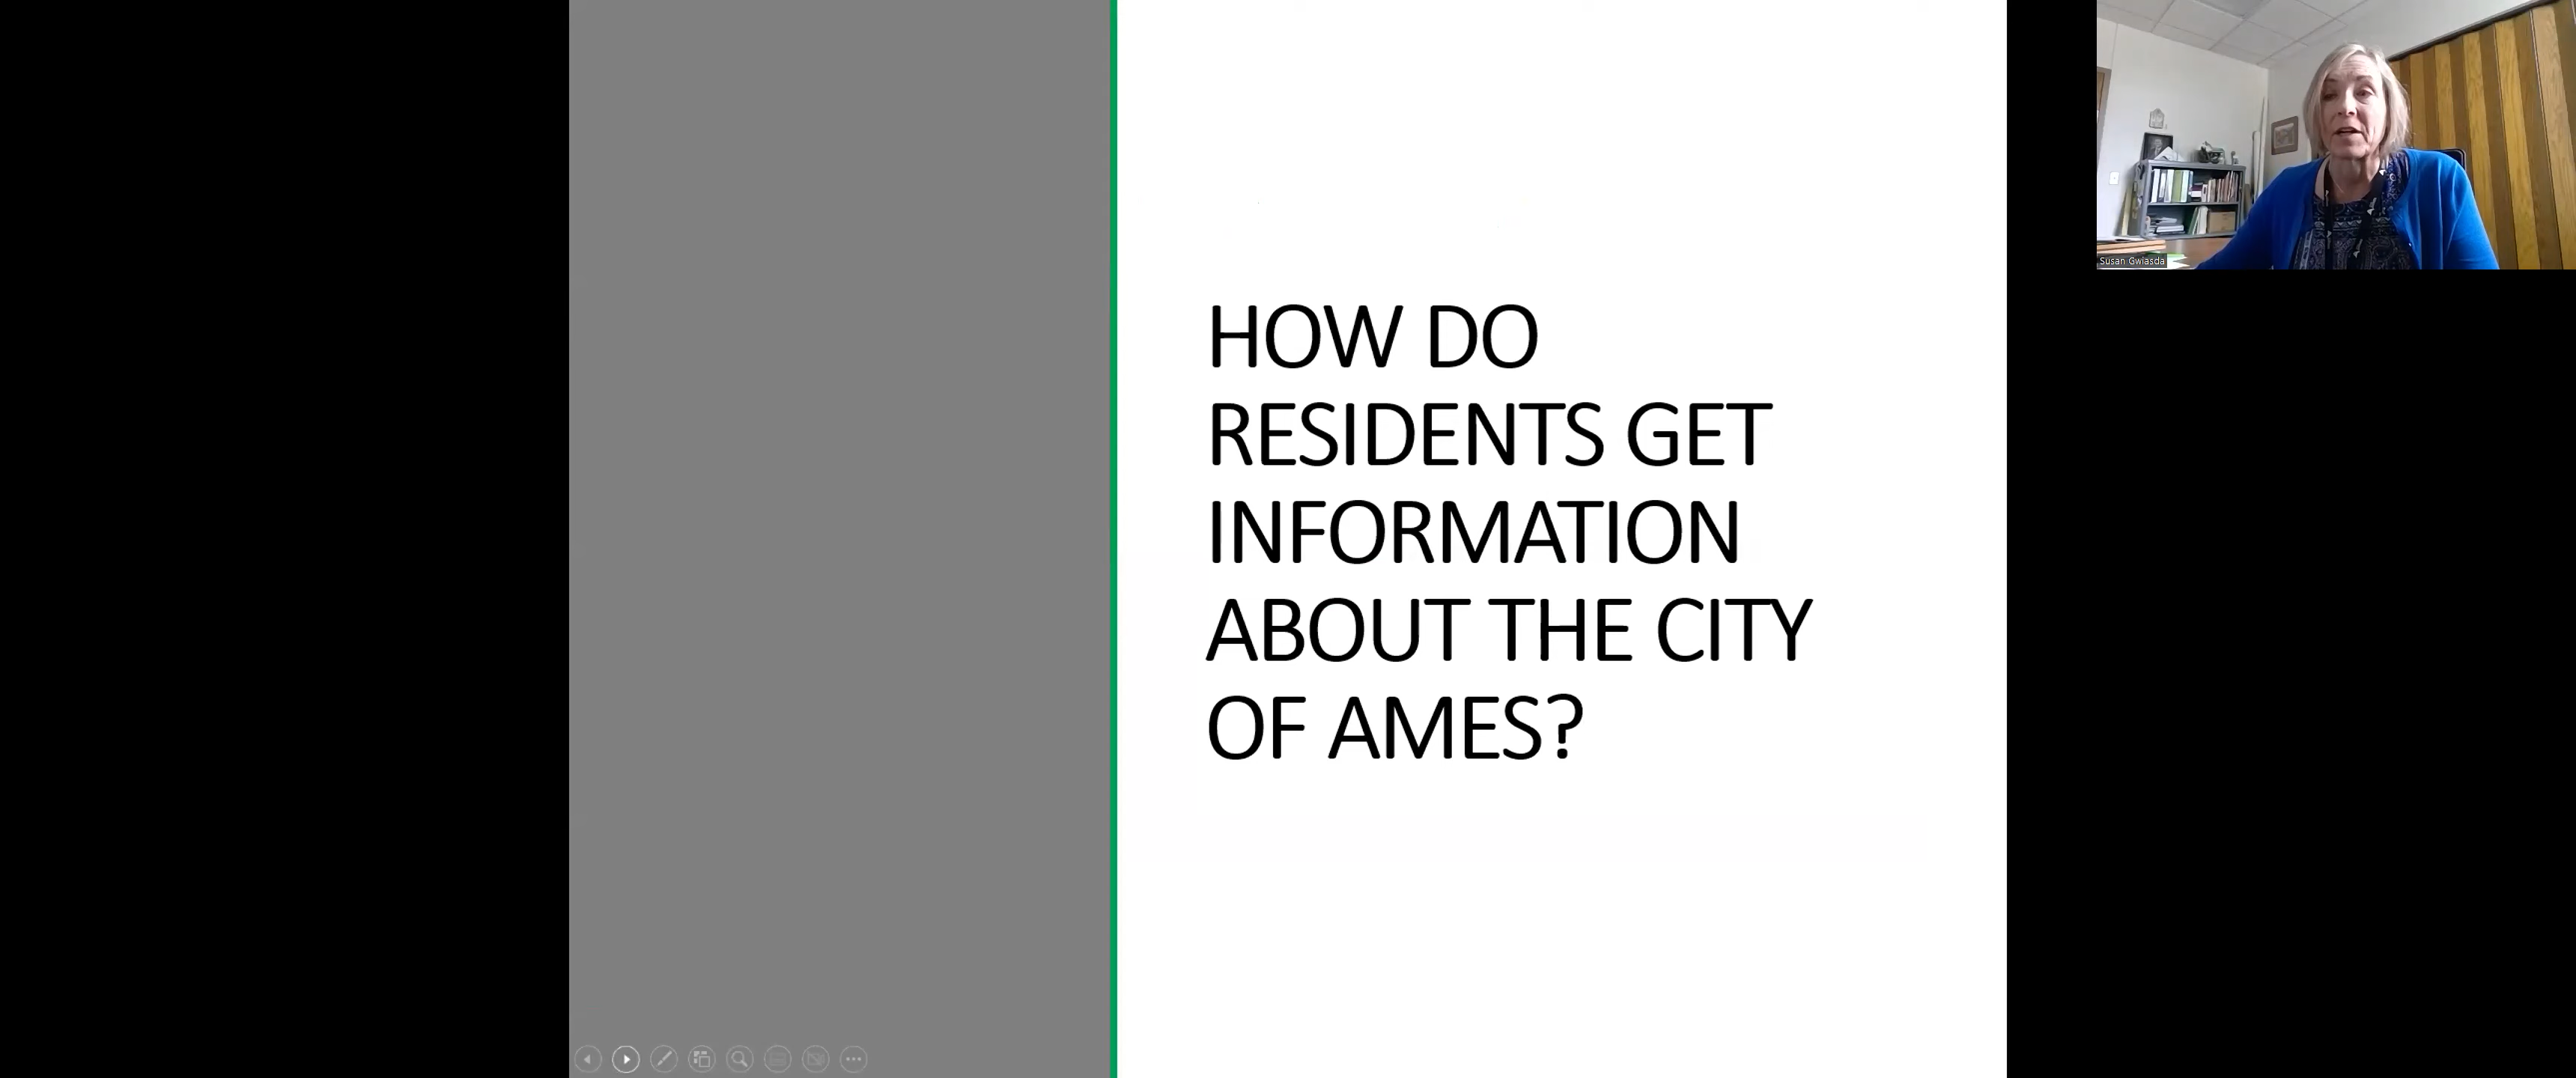 HOW DO
RESIDENTS GET
INFORMATION
ABOUT THE CITY
OF AMES?
Susan Gwiasda